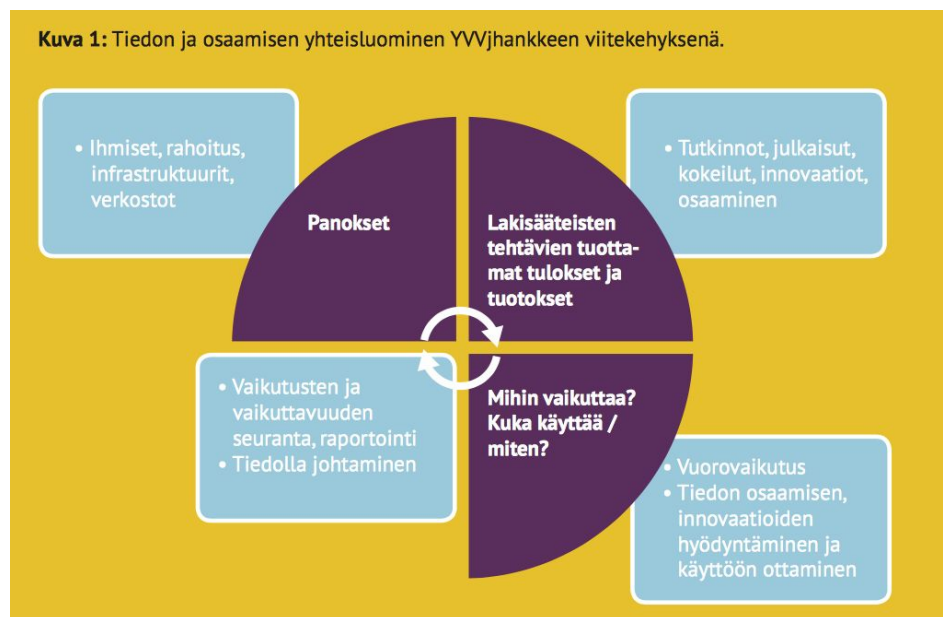 Kuva 1: Tiedon ja osaamisen yhteisluominen YVVjhankkeen viitekehyksenä.
• Ihmiset, rahoitus,
infrastruktuurit,
verkostot
Panokset
Lakisääteisten
tehtävien tuotta-
mat tulokset ja
tuotokset
• Tutkinnot, julkaisut,
kokeilut, innovaatiot,
osaaminen
• Vaikutusten ja
vaikuttavuuden
seuranta, raportointi
• Tiedolla johtaminen
Mihin vaikuttaa?
Kuka käyttää /
miten?
• Vuorovaikutus
• Tiedon osaamisen,
innovaatioiden
hyödyntäminen ja
käyttöön ottaminen